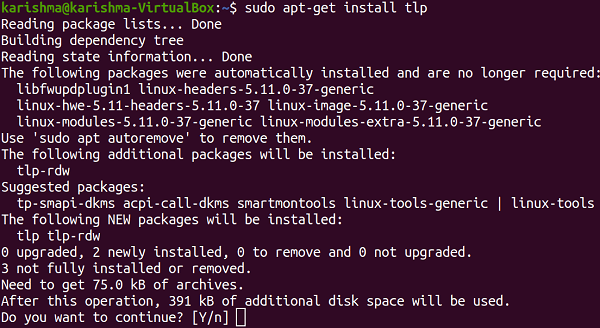 karishma@karishma-VirtualBox:~$ sudo apt-get install tlp
Reading package lists... Done
Building dependency tree
Reading state information... Done
The following packages were automatically installed and are no longer required:
  libfwupdplugin1 linux-headers-5.11.0-37-generic
  linux-hwe-5.11-headers-5.11.0-37 linux-image-5.11.0-37-generic
  linux-modules-5.11.0-37-generic linux-modules-extra-5.11.0-37-generic
Use 'sudo apt autoremove' to remove them.
The following additional packages will be installed:
  tlp-rdw
Suggested packages:
  tp-smapi-dkms acpi-call-dkms smartmontools linux-tools-generic | linux-tools
The following NEW packages will be installed:
  tlp tlp-rdw
0 upgraded, 2 newly installed, 0 to remove and 0 not upgraded.
3 not fully installed or removed.
Need to get 75.0 kB of archives.
After this operation, 391 kB of additional disk space will be used.
Do you want to continue? [Y/n]